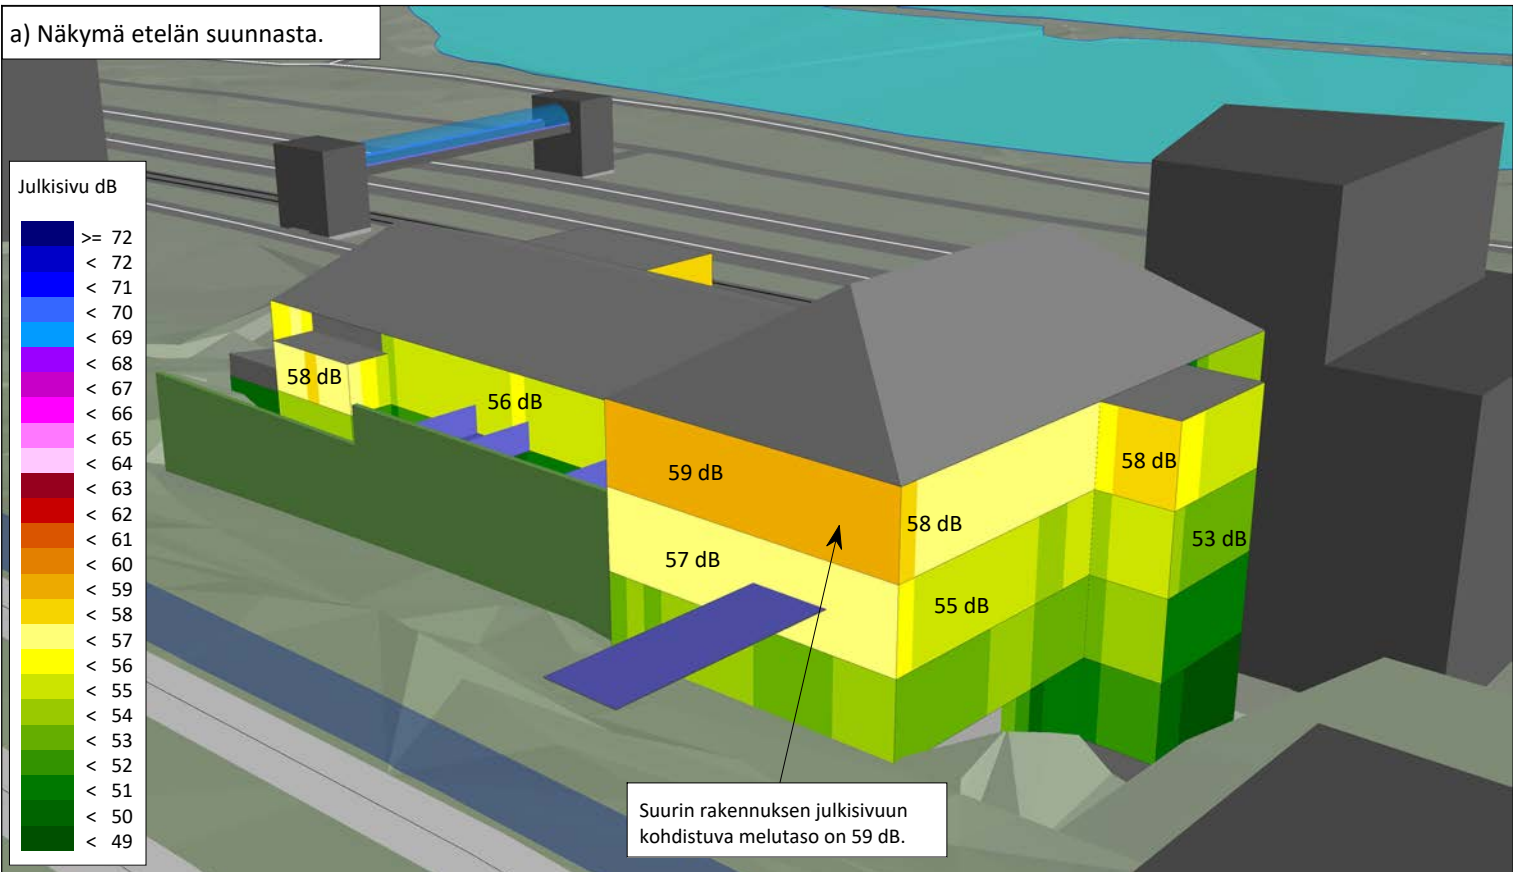 a) Näkymä etelän suunnasta.
Julkisivu dB
>= 72
< 72
< 71
< 70
< 69
< 68
< 67
< 66
< 65
< 64
< 63
< 62
< 61
< 60
< 59
< 58
< 57
< 56
< 55
< 54
< 53
< 52
< 51
< 50
< 49
58 dB
56 dB
59 dB
58 dB
58 dB
53 dB
57 dB
55 dB
Suurin rakennuksen julkisivuun
kohdistuva melutaso on 59 dB.